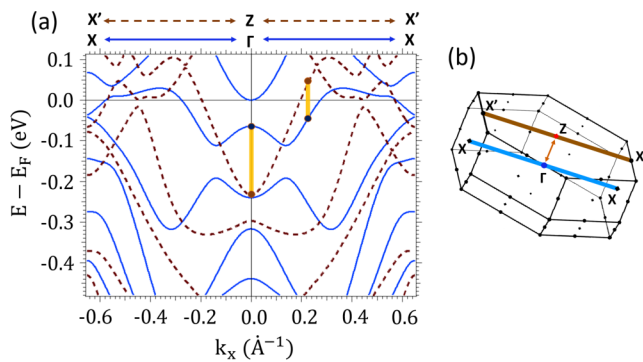 (a)
X' Z X'
X Γ X
0.1
0.0
-0.1
-0.2
-0.3
-0.4
E − E_F (eV)
-0.6 -0.4 -0.2 0.0 0.2 0.4 0.6
k_x (Å⁻¹)
(b)
X'
Z
X
X
Γ
X